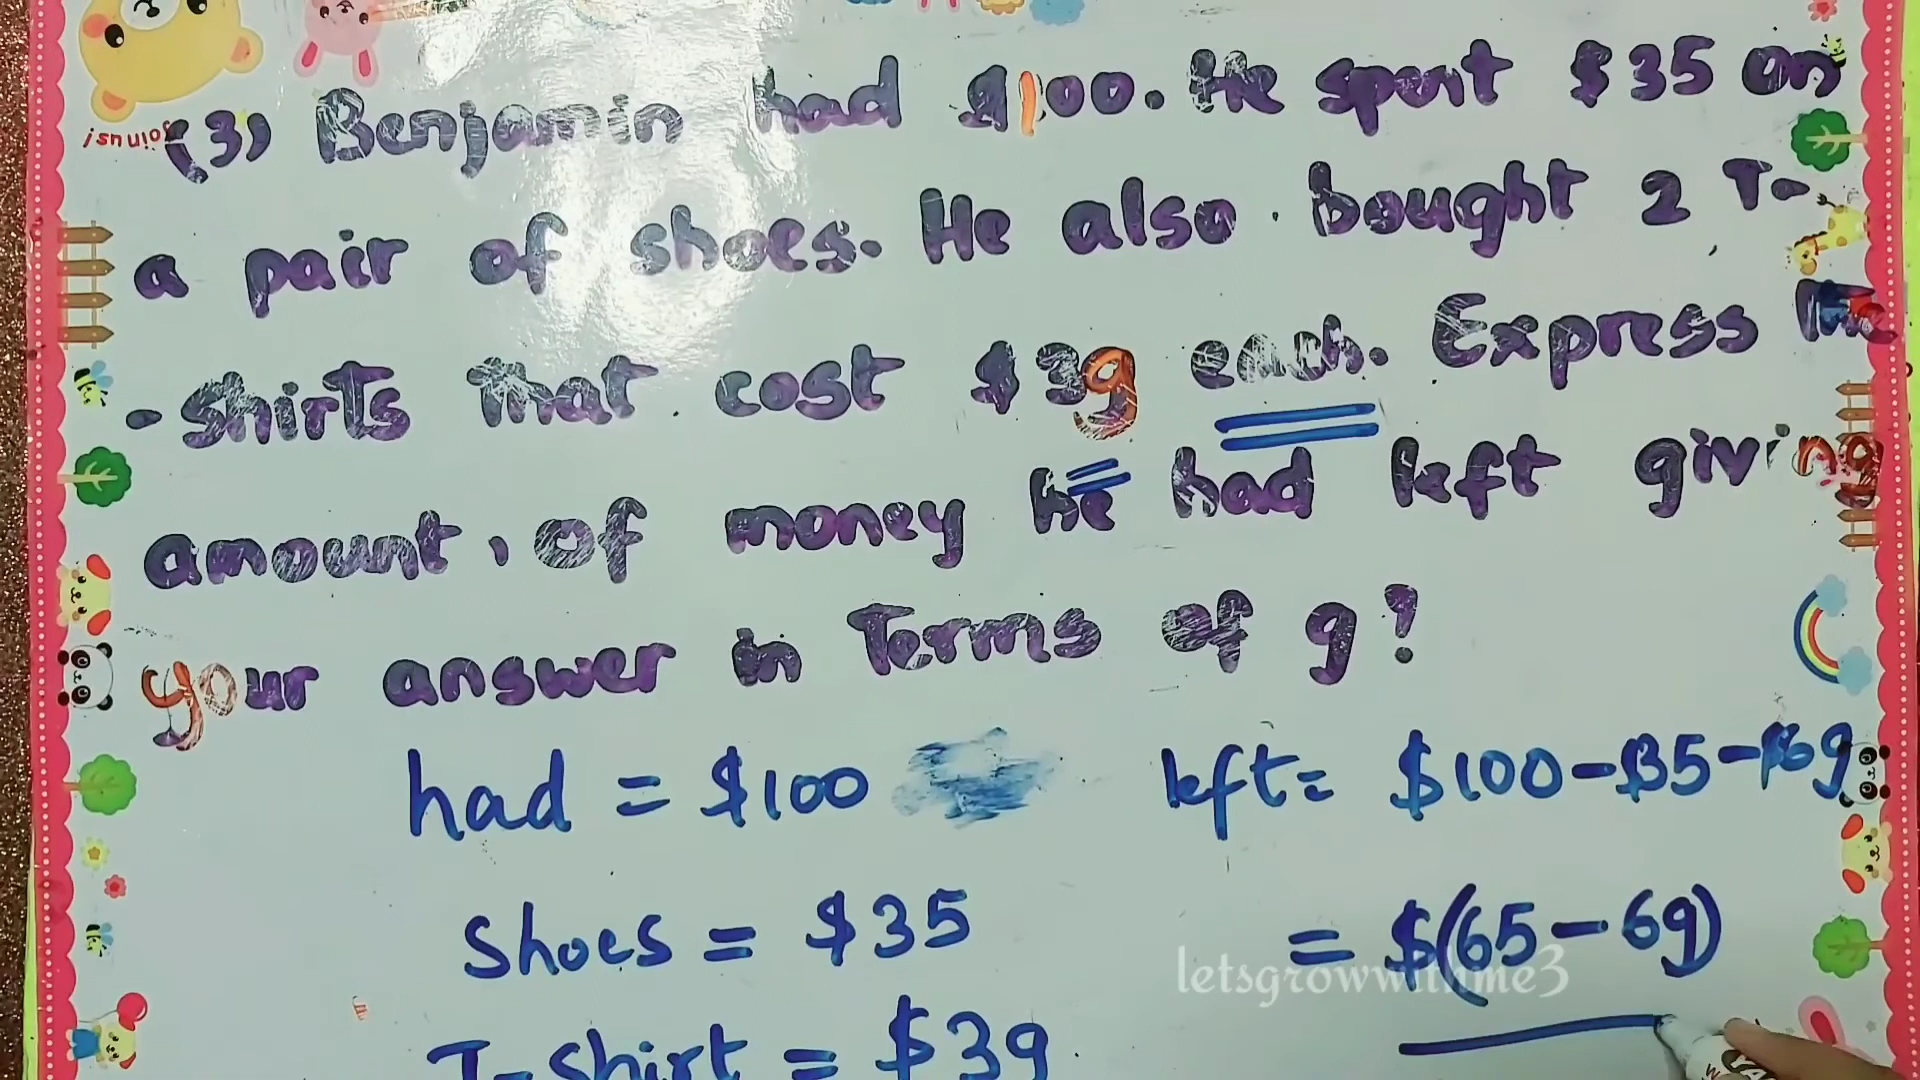 join us!
(3) Benjamin had $100. He spent $35 on
a pair of shoes. He also bought 2 T-
-Shirts that cost $3g each. Express the
amount, of money he had left giving
your answer in Terms of g?
had = $100
left = $100-$35-$6g
Shoes = $35
= $(65-6g)
letsgrowwithme3
T-Shirt = $3g